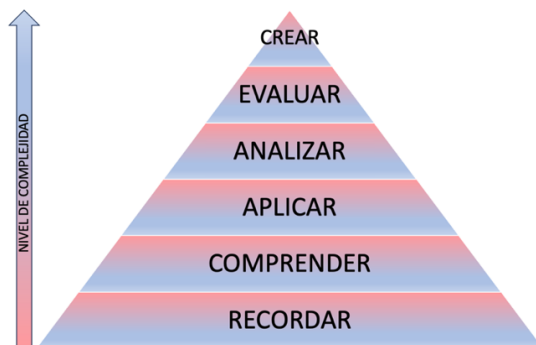 CREAR
EVALUAR
ANALIZAR
APLICAR
COMPRENDER
RECORDAR
NIVEL DE COMPLEJIDAD